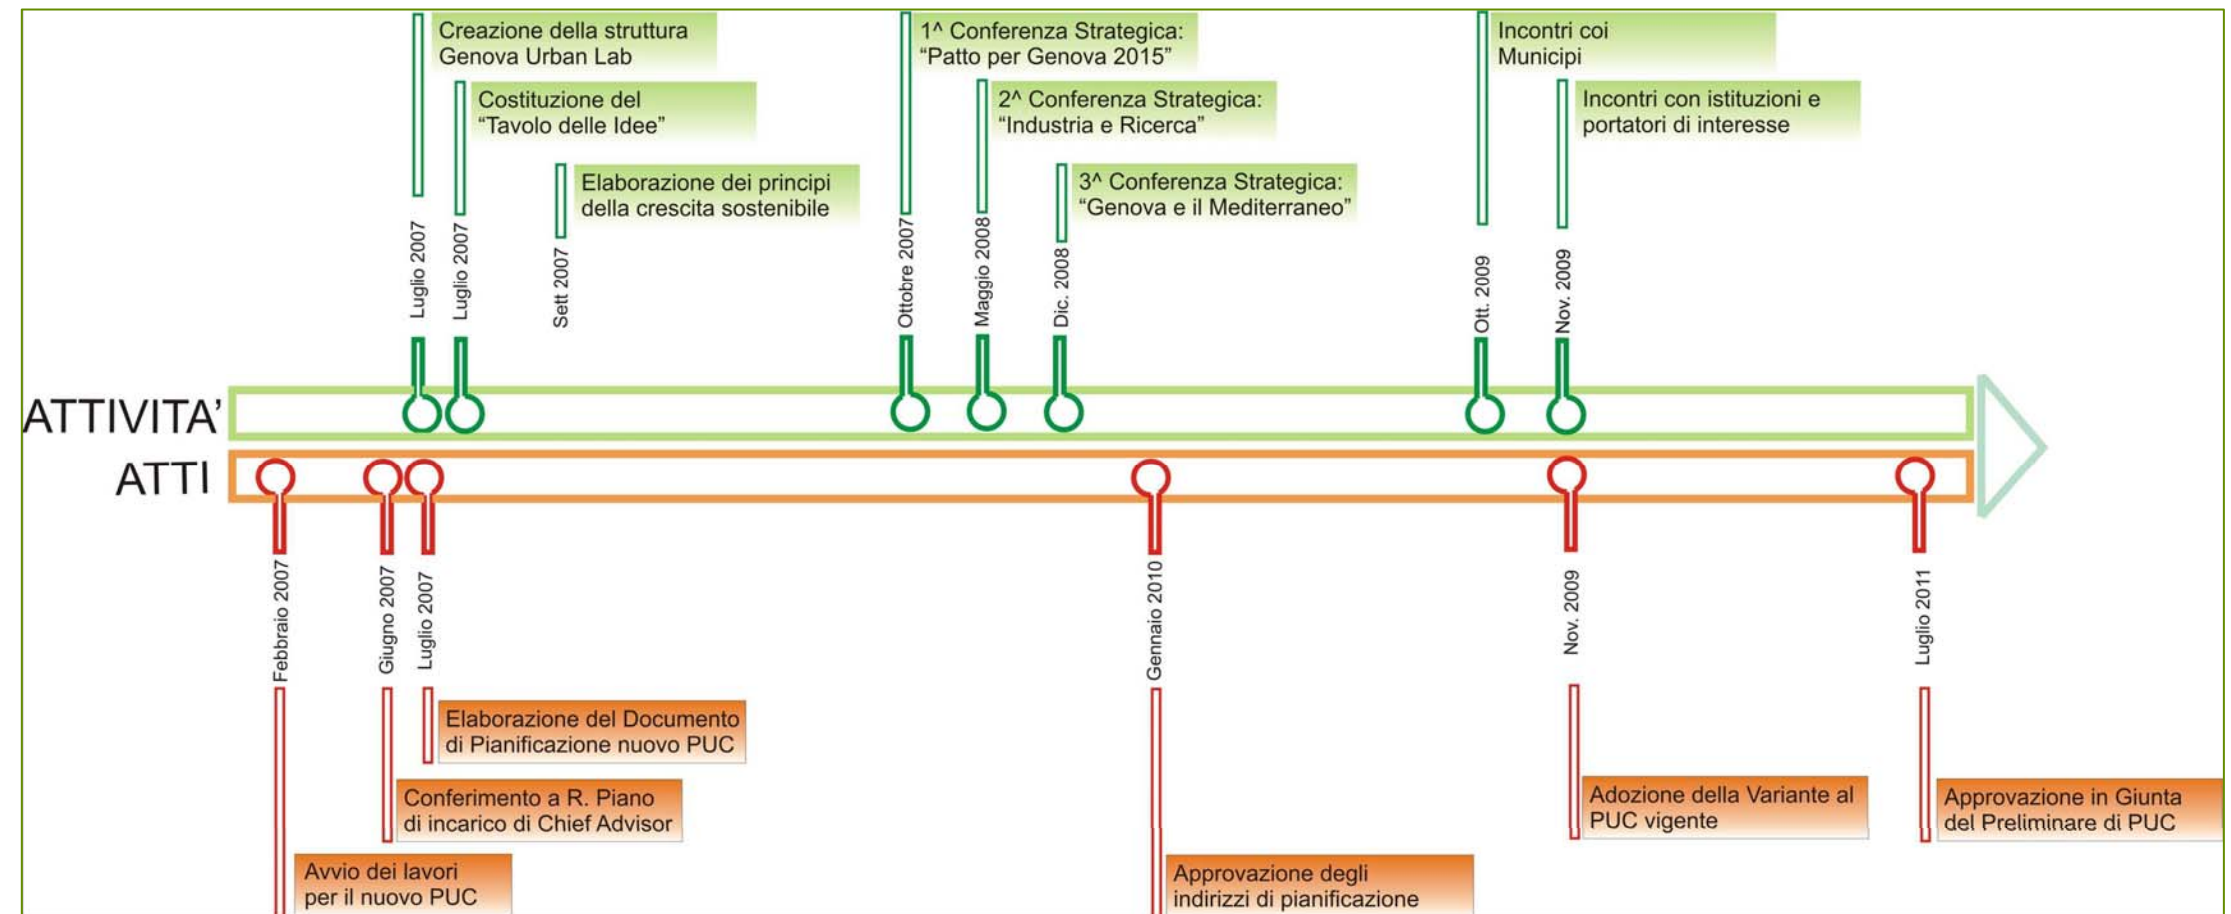 Creazione della struttura
Genova Urban Lab
Costituzione del
“Tavolo delle Idee”
Elaborazione dei principi
della crescita sostenibile
1^ Conferenza Strategica:
“Patto per Genova 2015”
2^ Conferenza Strategica:
“Industria e Ricerca”
3^ Conferenza Strategica:
“Genova e il Mediterraneo”
Incontri coi
Municipi
Incontri con istituzioni e
portatori di interesse
Luglio 2007
Luglio 2007
Sett 2007
Ottobre 2007
Maggio 2008
Dic. 2008
Ott. 2009
Nov. 2009
ATTIVITA’
ATTI
Febbraio 2007
Giugno 2007
Luglio 2007
Gennaio 2010
Nov. 2009
Luglio 2011
Elaborazione del Documento
di Pianificazione nuovo PUC
Conferimento a R. Piano
di incarico di Chief Advisor
Avvio dei lavori
per il nuovo PUC
Approvazione degli
indirizzi di pianificazione
Adozione della Variante al
PUC vigente
Approvazione in Giunta
del Preliminare di PUC